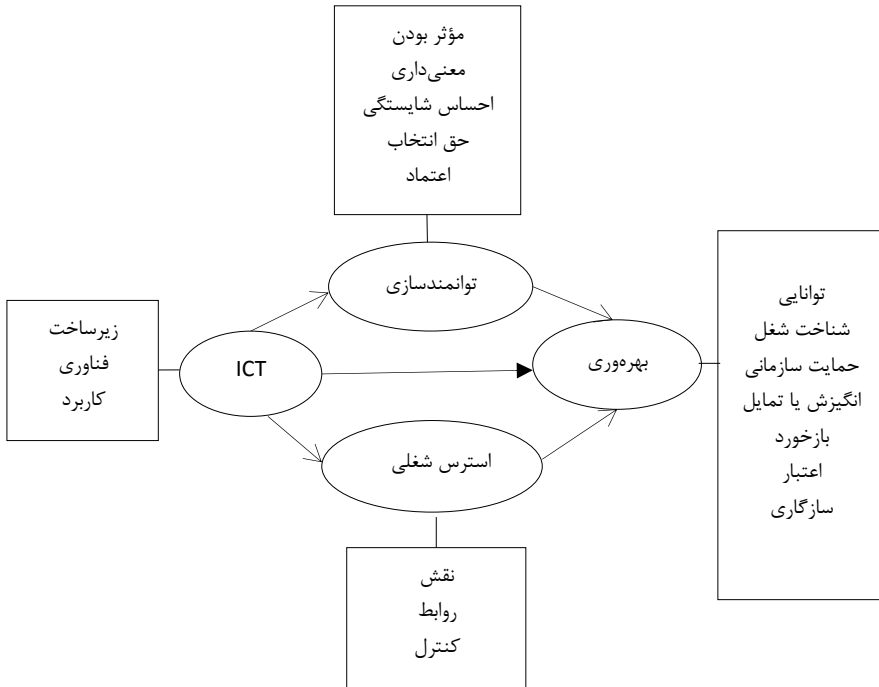 مؤثر بودن
معنی‌داری
احساس شایستگی
حق انتخاب
اعتماد
توانمندسازی
زیرساخت
فناوری
کاربرد
ICT
بهره‌وری
توانایی
شناخت شغل
حمایت سازمانی
انگیزش یا تمایل
بازخورد
اعتبار
سازگاری
استرس شغلی
نقش
روابط
کنترل